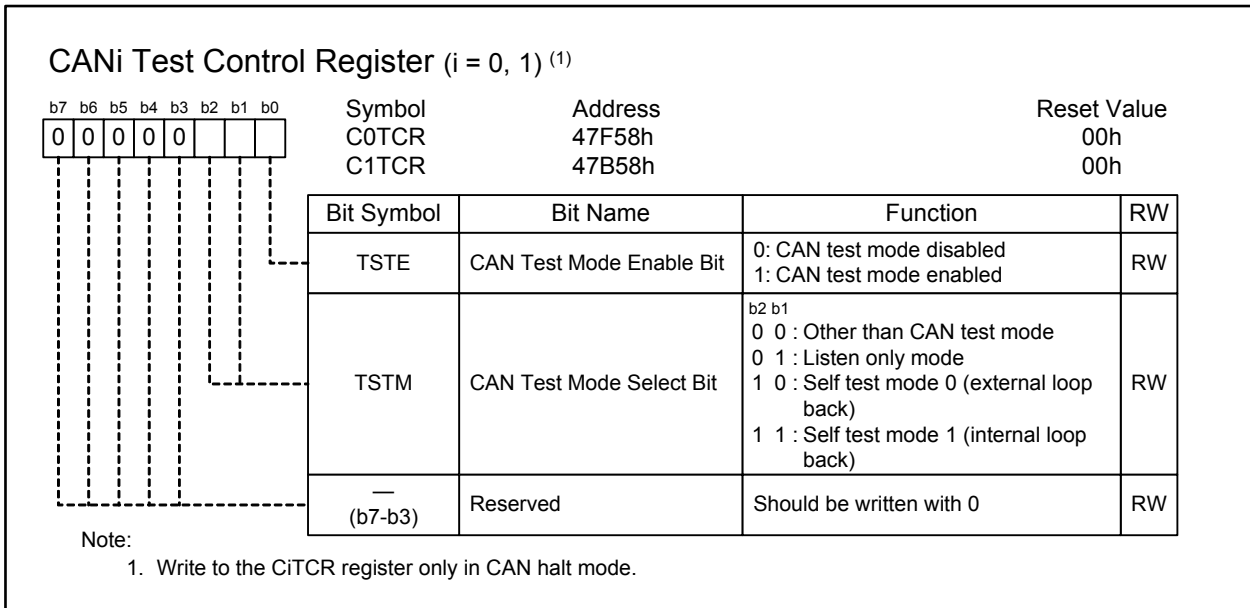 CANi Test Control Register (i = 0, 1) (1)
b7 b6 b5 b4 b3 b2 b1 b0
0 0 0 0 0
Symbol Address Reset Value
C0TCR 47F58h 00h
C1TCR 47B58h 00h
Bit Symbol Bit Name Function RW
TSTE CAN Test Mode Enable Bit 0: CAN test mode disabled RW
1: CAN test mode enabled
b2 b1
0 0 : Other than CAN test mode
0 1 : Listen only mode
TSTM CAN Test Mode Select Bit 1 0 : Self test mode 0 (external loop RW
back)
1 1 : Self test mode 1 (internal loop
back)
—
(b7-b3) Reserved Should be written with 0 RW
Note:
1. Write to the CiTCR register only in CAN halt mode.